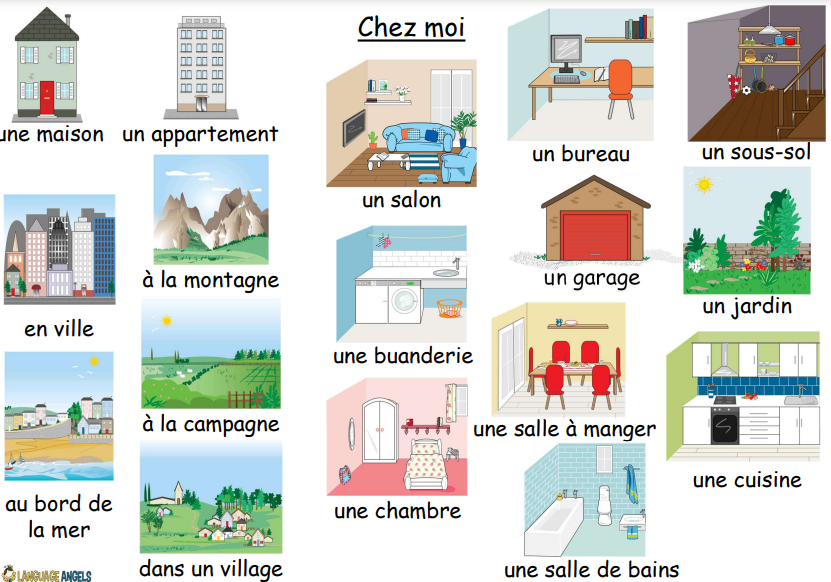 Chez moi
une maison
un appartement
à la montagne
en ville
à la campagne
au bord de
la mer
dans un village
un salon
une buanderie
une chambre
un bureau
un sous-sol
un garage
un jardin
une salle à manger
une cuisine
une salle de bains
LANGUAGE ANGELS